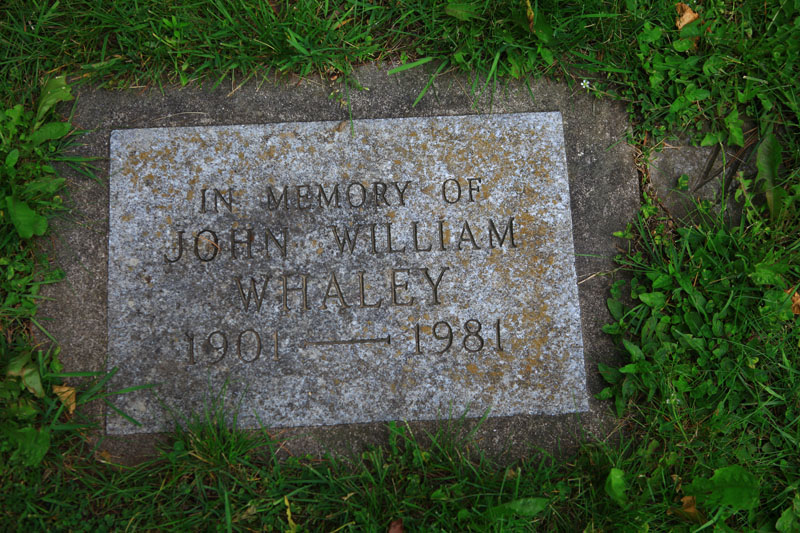 IN MEMORY OF
JOHN WILLIAM
WHALEY
1901 — 1981